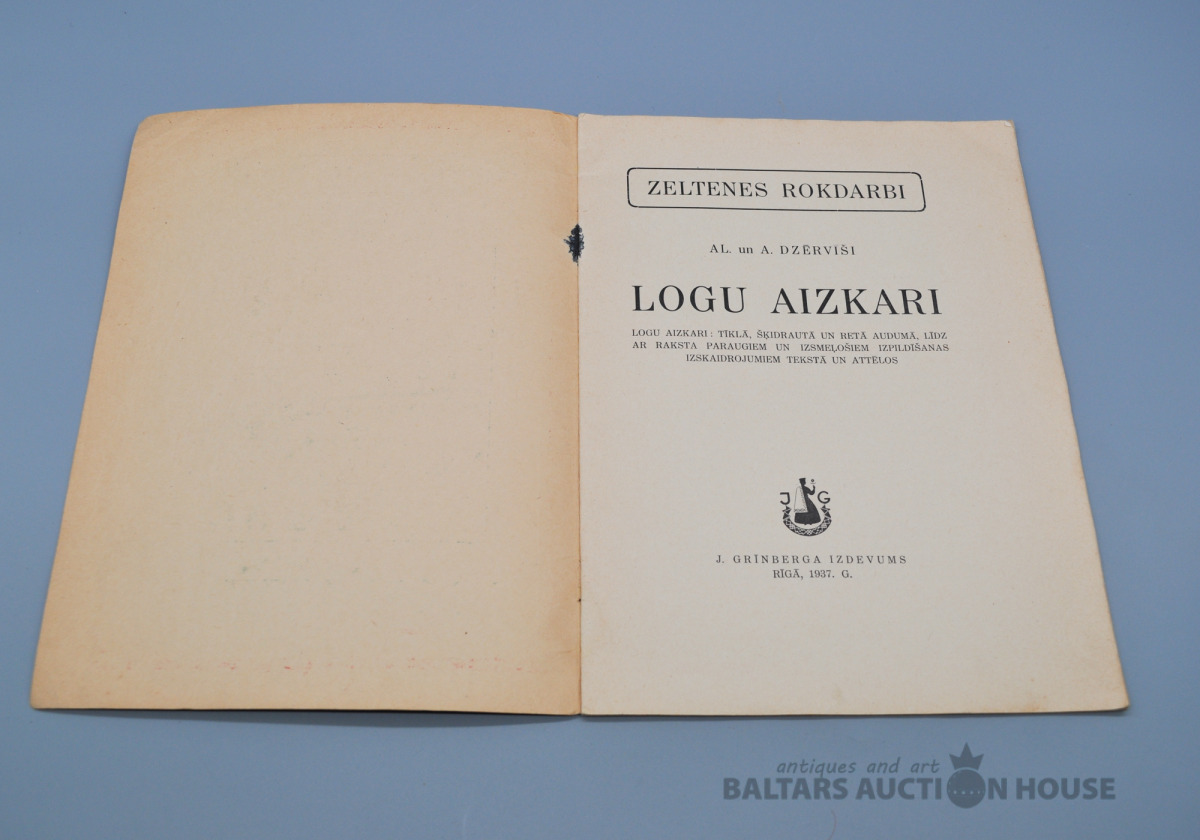 ZELTENES ROKDARBI
AL. un A. DZĒRVĪŠI
LOGU AIZKARI
LOGU AIZKARI: TĪKLĀ, ŠĶIDRAUTĀ UN RETĀ AUDUMĀ, LĪDZ
AR RAKSTA PARAUGIEM UN IZSMEĻOŠIEM IZPILDĪŠANAS
IZSKAIDROJUMIEM TEKSTĀ UN ATTĒLOS
J G
J. GRĪNBERGA IZDEVUMS
RĪGĀ, 1937. G.
antiques and art
BALTARS AUCTION HOUSE